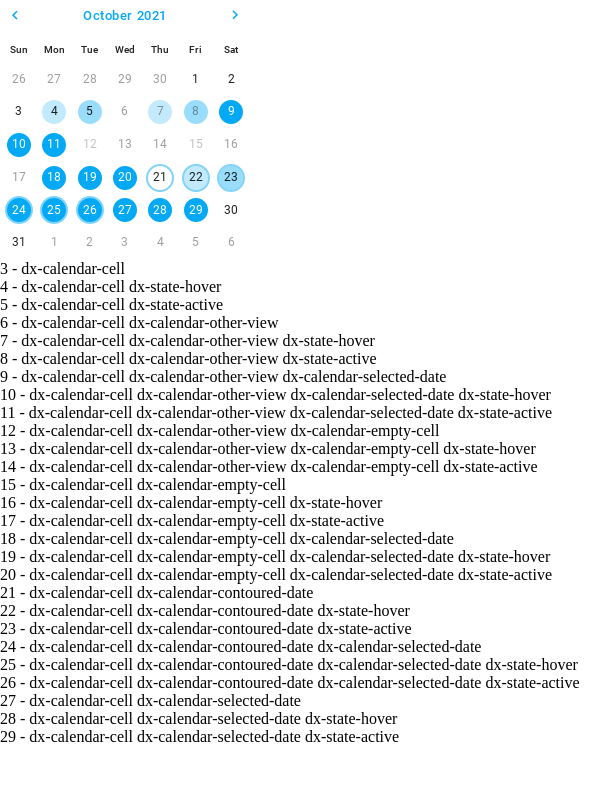 October 2021
Sun Mon Tue Wed Thu Fri Sat
26 27 28 29 30 1 2
3 4 5 6 7 8 9
10 11 12 13 14 15 16
17 18 19 20 21 22 23
24 25 26 27 28 29 30
31 1 2 3 4 5 6
3 - dx-calendar-cell
4 - dx-calendar-cell dx-state-hover
5 - dx-calendar-cell dx-state-active
6 - dx-calendar-cell dx-calendar-other-view
7 - dx-calendar-cell dx-calendar-other-view dx-state-hover
8 - dx-calendar-cell dx-calendar-other-view dx-state-active
9 - dx-calendar-cell dx-calendar-other-view dx-calendar-selected-date
10 - dx-calendar-cell dx-calendar-other-view dx-calendar-selected-date dx-state-hover
11 - dx-calendar-cell dx-calendar-other-view dx-calendar-selected-date dx-state-active
12 - dx-calendar-cell dx-calendar-other-view dx-calendar-empty-cell
13 - dx-calendar-cell dx-calendar-other-view dx-calendar-empty-cell dx-state-hover
14 - dx-calendar-cell dx-calendar-other-view dx-calendar-empty-cell dx-state-active
15 - dx-calendar-cell dx-calendar-empty-cell
16 - dx-calendar-cell dx-calendar-empty-cell dx-state-hover
17 - dx-calendar-cell dx-calendar-empty-cell dx-state-active
18 - dx-calendar-cell dx-calendar-empty-cell dx-calendar-selected-date
19 - dx-calendar-cell dx-calendar-empty-cell dx-calendar-selected-date dx-state-hover
20 - dx-calendar-cell dx-calendar-empty-cell dx-calendar-selected-date dx-state-active
21 - dx-calendar-cell dx-calendar-contoured-date
22 - dx-calendar-cell dx-calendar-contoured-date dx-state-hover
23 - dx-calendar-cell dx-calendar-contoured-date dx-state-active
24 - dx-calendar-cell dx-calendar-contoured-date dx-calendar-selected-date
25 - dx-calendar-cell dx-calendar-contoured-date dx-calendar-selected-date dx-state-hover
26 - dx-calendar-cell dx-calendar-contoured-date dx-calendar-selected-date dx-state-active
27 - dx-calendar-cell dx-calendar-selected-date
28 - dx-calendar-cell dx-calendar-selected-date dx-state-hover
29 - dx-calendar-cell dx-calendar-selected-date dx-state-active